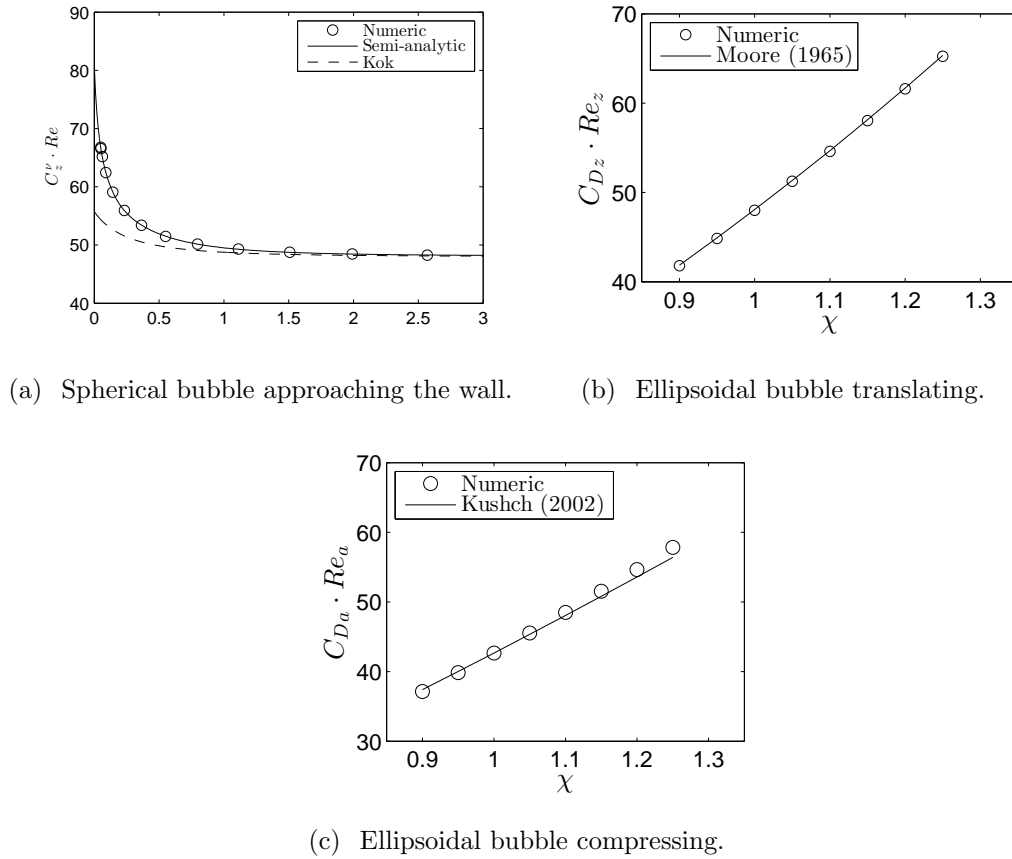 90
80
70
60
50
40
C_z^ν · Re
Numeric
Semi-analytic
Kok
0 0.5 1 1.5 2 2.5 3
(a) Spherical bubble approaching the wall.
70
60
50
40
C_{D_z} · Re_z
Numeric
Moore (1965)
0.9 1 1.1 1.2 1.3
χ
(b) Ellipsoidal bubble translating.
70
60
50
40
30
C_{Da} · Re_a
Numeric
Kushch (2002)
0.9 1 1.1 1.2 1.3
χ
(c) Ellipsoidal bubble compressing.